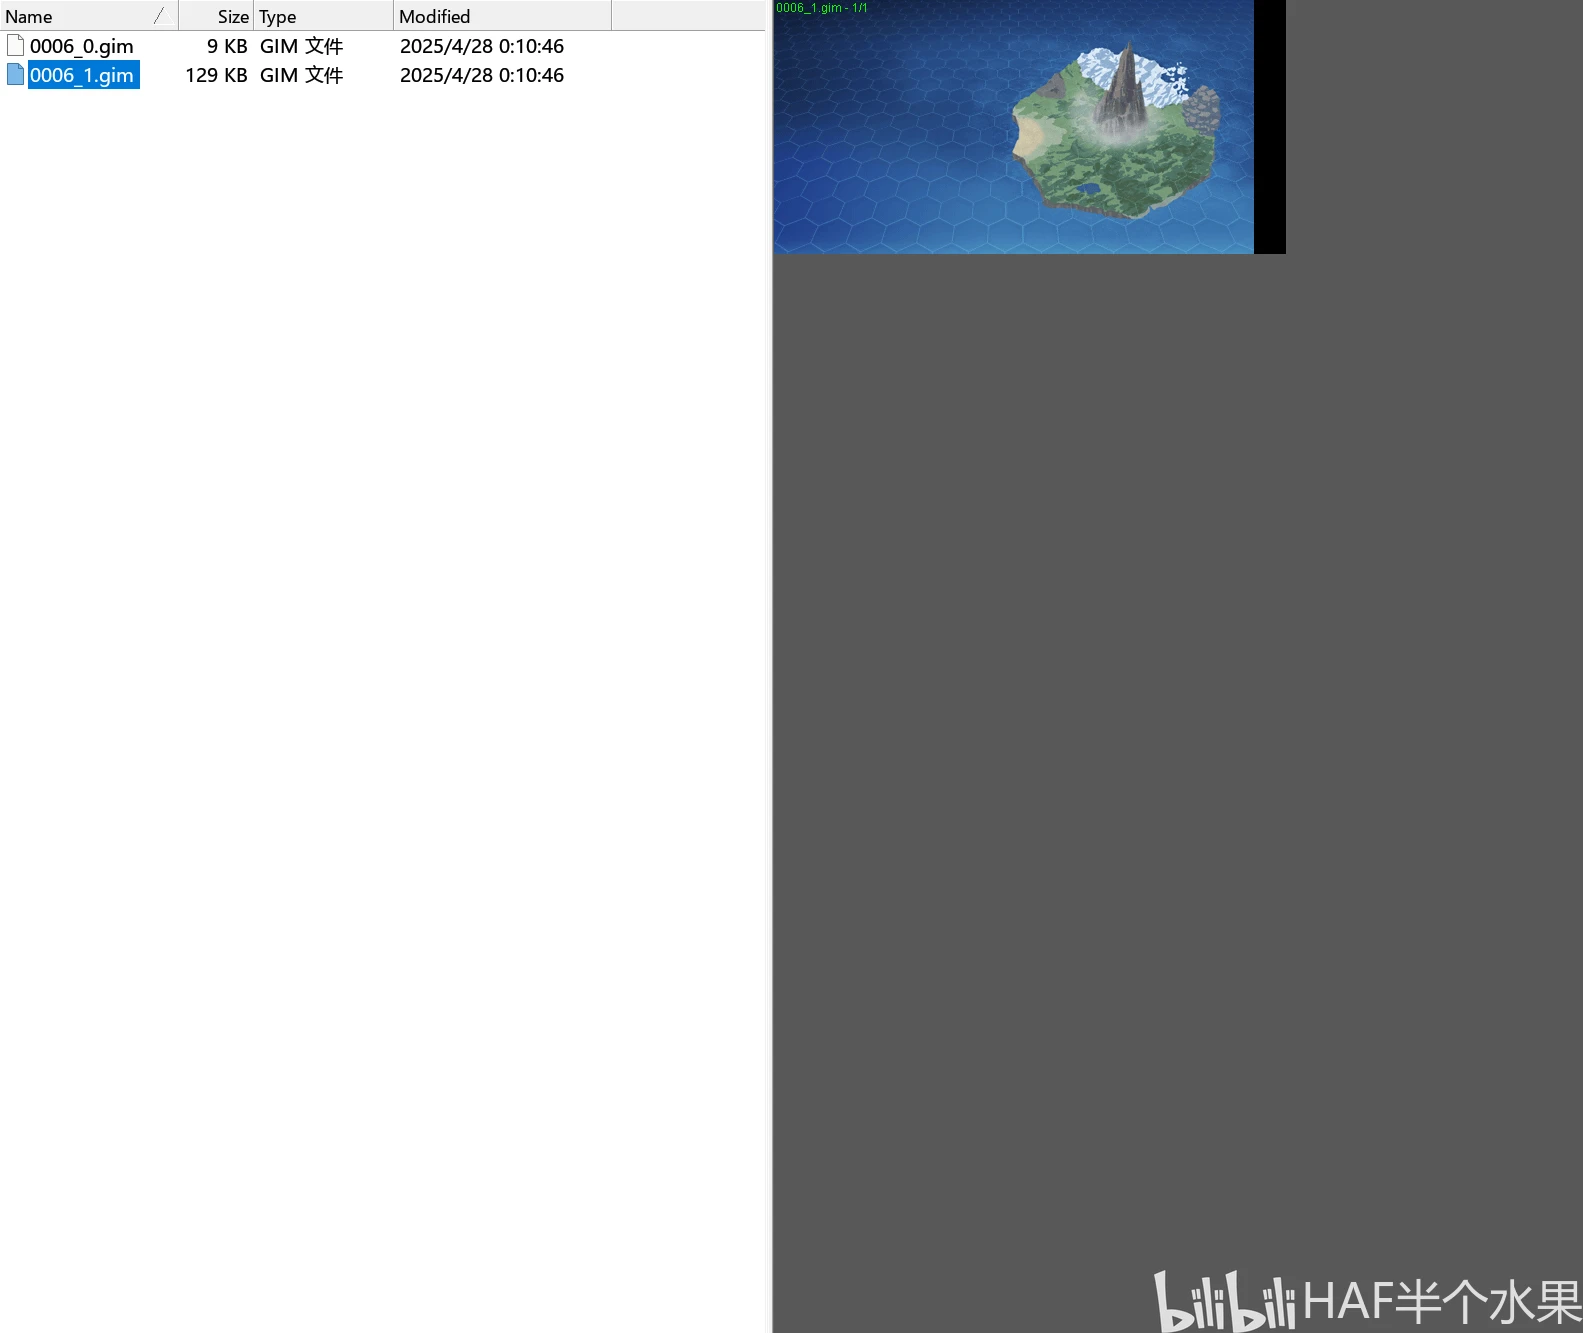 Name Size Type Modified
0006_0.gim 9 KB GIM 文件 2025/4/28 0:10:46
0006_1.gim 129 KB GIM 文件 2025/4/28 0:10:46
0006_1.gim - 1/1
bilibili HAF半个水果